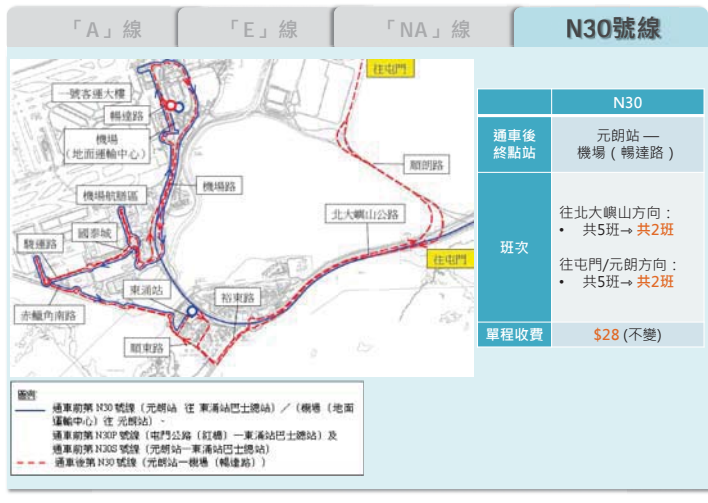 「A」線
「E」線
「NA」線
N30號線
往屯門
一號客運大樓
暢達路
機場
（地面運輸中心）
順朗路
機場路
機場航膳區
北大嶼山公路
國泰城
駿運路
往屯門
東涌站
裕東路
赤鱲角南路
順東路
N30
通車後
終點站
元朗站 —
機場（暢達路）
班次
往北大嶼山方向：
• 共5班→ 共2班
往屯門/元朗方向：
• 共5班→ 共2班
單程收費
$28 (不變)
圖例
通車前第 N30 號線（元朗站 往 東涌站巴士總站）／（機場（地面
運輸中心）往 元朗站）、
通車前第 N30P 號線（屯門公路（紅橋）—東涌站巴士總站）及
通車前第 N30S 號線（元朗站—東涌站巴士總站）
通車後第 N30 號線（元朗站—機場（暢達路））